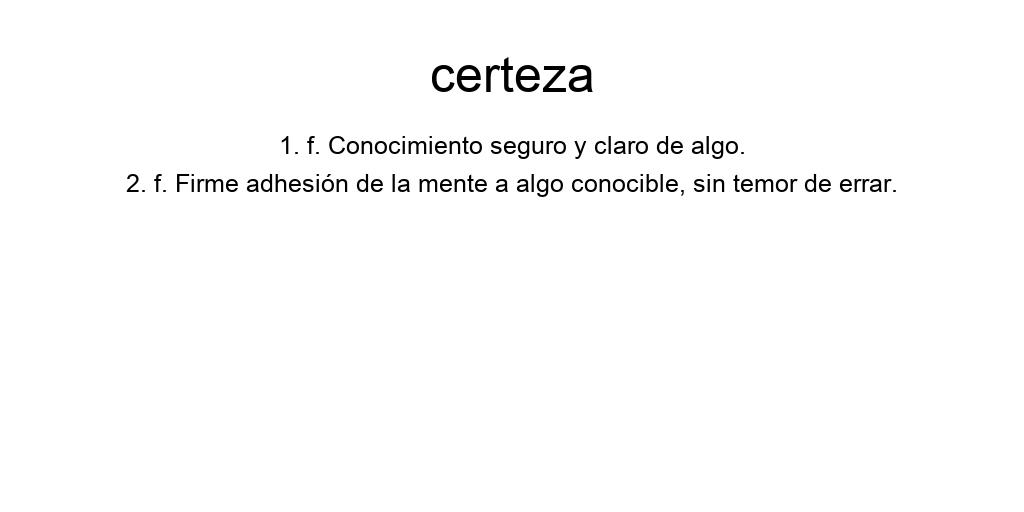 certeza
1. f. Conocimiento seguro y claro de algo.
2. f. Firme adhesión de la mente a algo conocible, sin temor de errar.